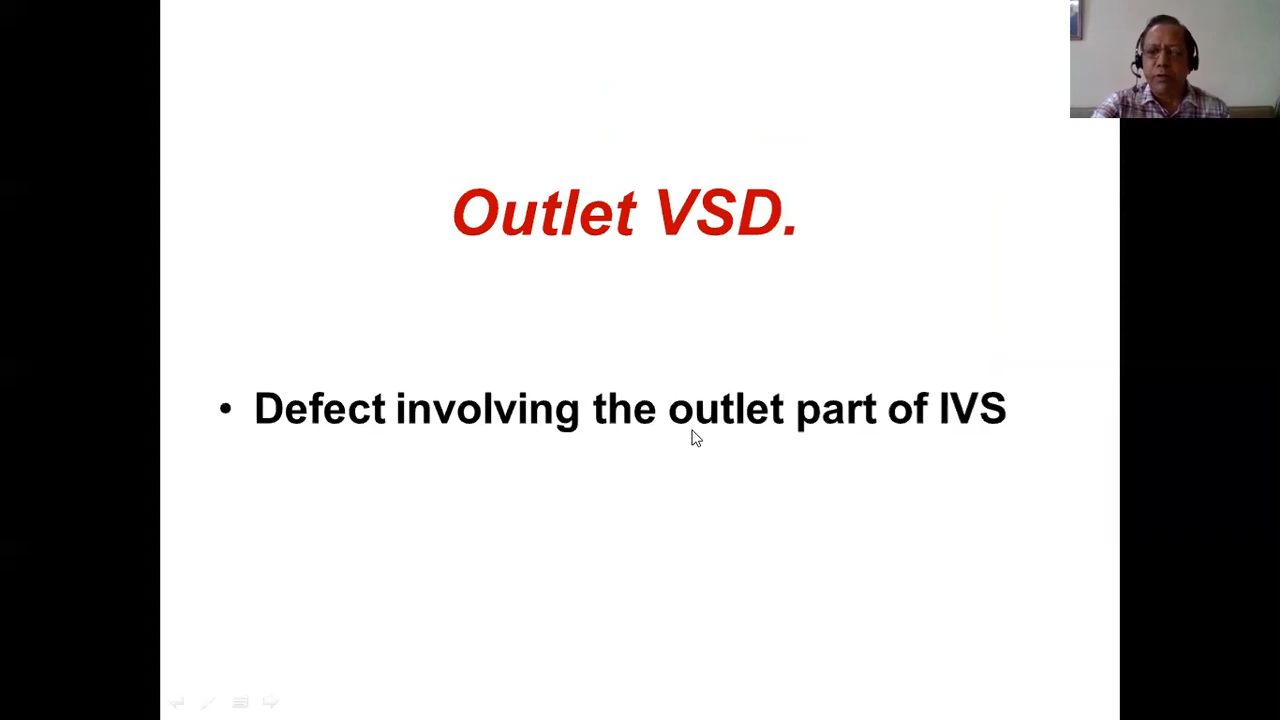 Outlet VSD.
• Defect involving the outlet part of IVS